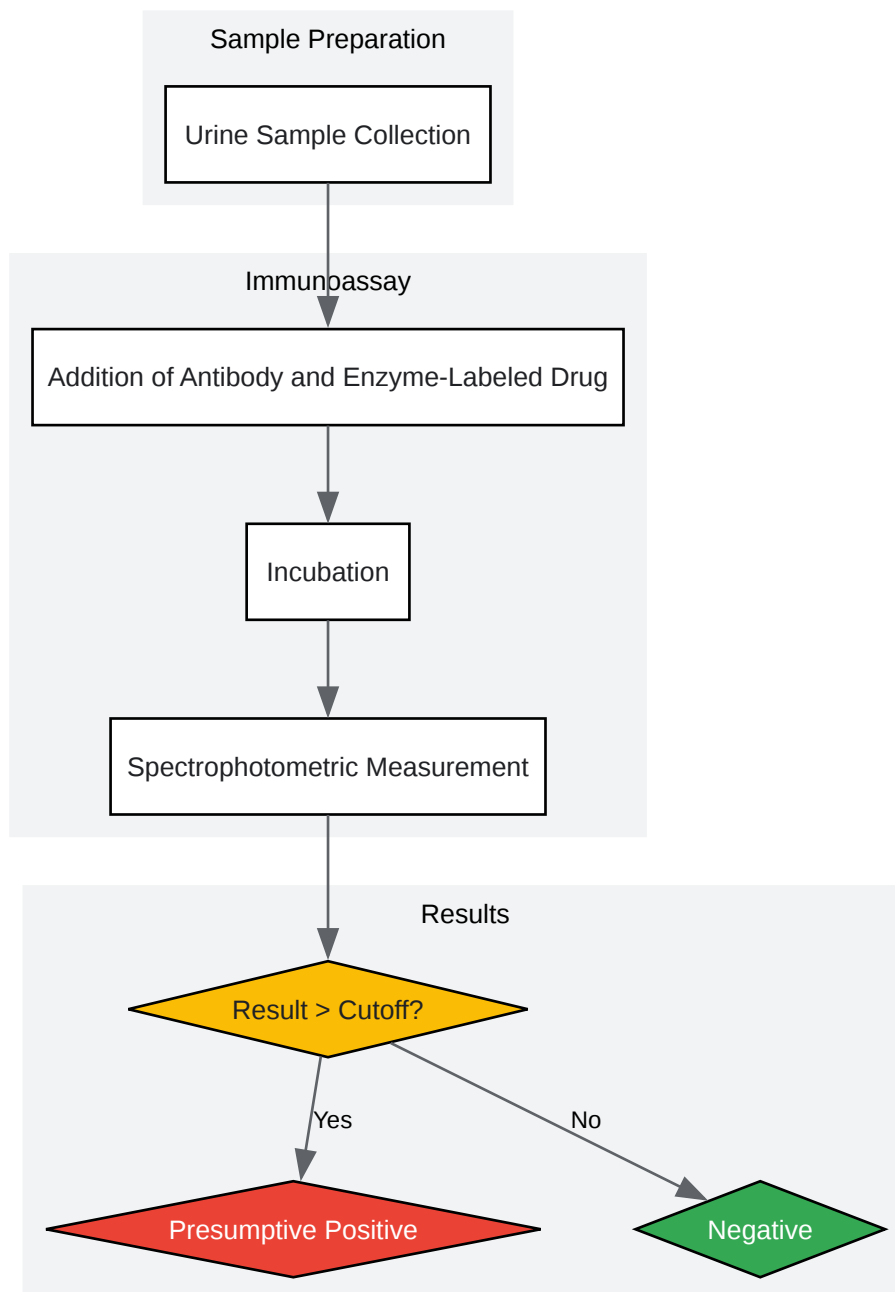 Sample Preparation
Urine Sample Collection
Immunoassay
Addition of Antibody and Enzyme-Labeled Drug
Incubation
Spectrophotometric Measurement
Results
Result > Cutoff?
Yes
No
Presumptive Positive
Negative